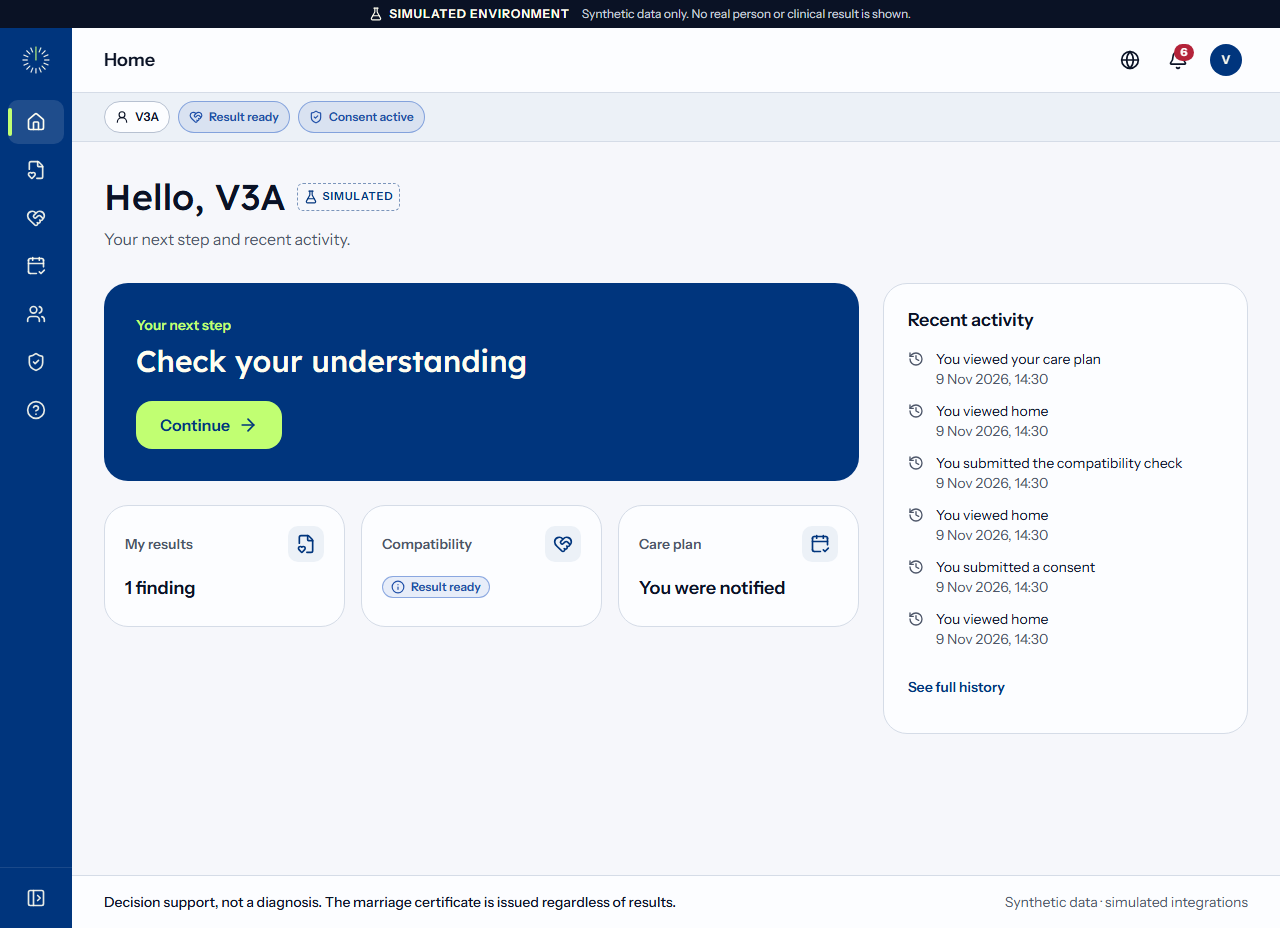 SIMULATED ENVIRONMENT Synthetic data only. No real person or clinical result is shown.
Home
6
V
V3A
Result ready
Consent active
Hello, V3A
SIMULATED
Your next step and recent activity.
Your next step
Check your understanding
Continue
My results
1 finding
Compatibility
Result ready
Care plan
You were notified
Recent activity
You viewed your care plan
9 Nov 2026, 14:30
You viewed home
9 Nov 2026, 14:30
You submitted the compatibility check
9 Nov 2026, 14:30
You viewed home
9 Nov 2026, 14:30
You submitted a consent
9 Nov 2026, 14:30
You viewed home
9 Nov 2026, 14:30
See full history
Decision support, not a diagnosis. The marriage certificate is issued regardless of results.
Synthetic data · simulated integrations